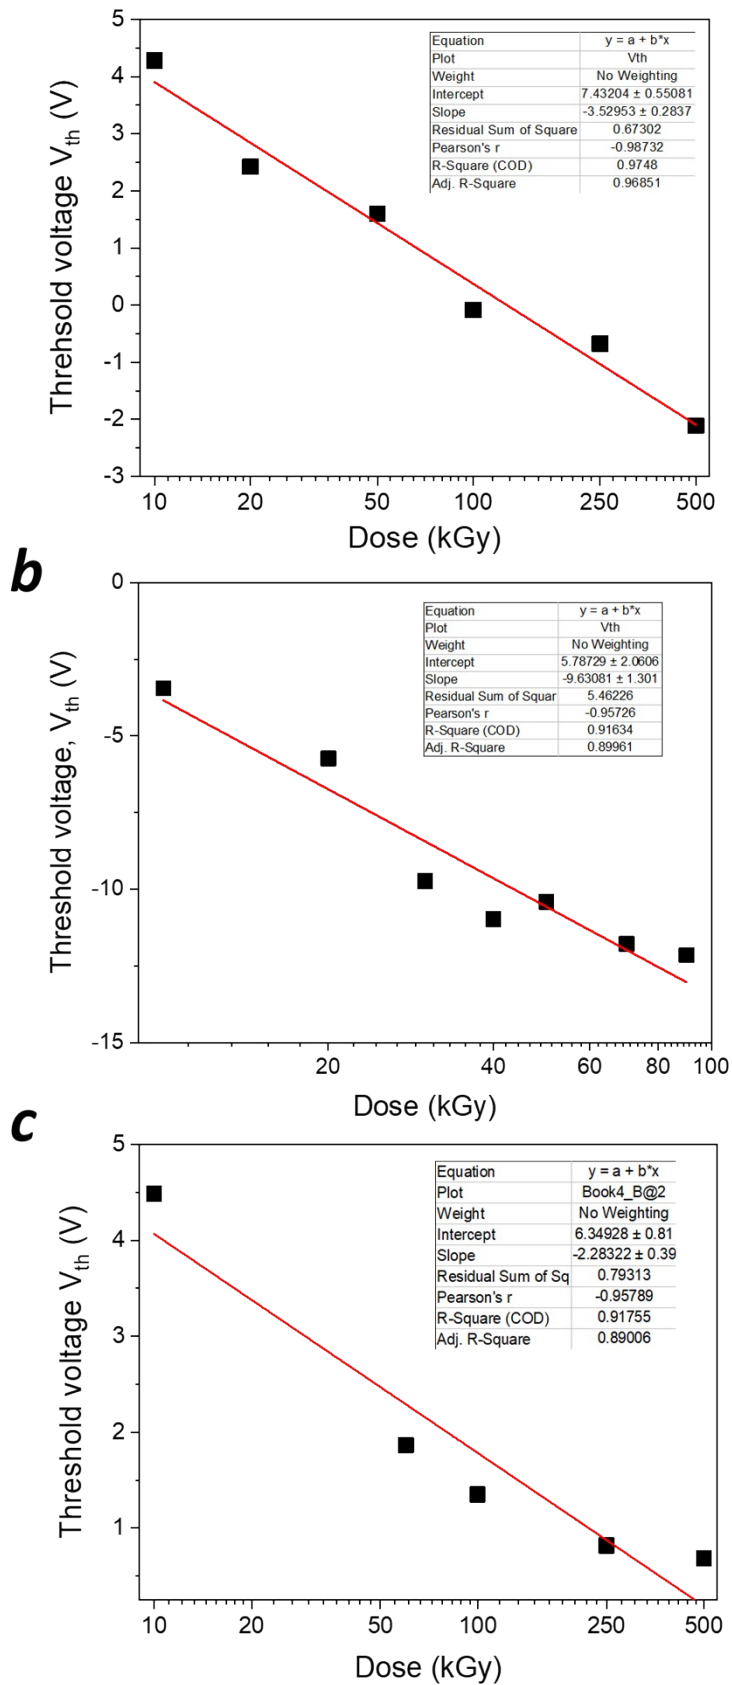 5
4
3
2
1
0
-1
-2
-3
Threhsold voltage Vth (V)
Equation y = a + b*x
Plot Vth
Weight No Weighting
Intercept 7.43204 ± 0.55081
Slope -3.52953 ± 0.2837
Residual Sum of Square 0.67302
Pearson's r -0.98732
R-Square (COD) 0.9748
Adj. R-Square 0.96851
10 20 50 100 250 500
Dose (kGy)
b
0
-5
-10
-15
Threshold voltage, Vth (V)
Equation y = a + b*x
Plot Vth
Weight No Weighting
Intercept 5.78729 ± 2.0606
Slope -9.63081 ± 1.301
Residual Sum of Squar 5.46226
Pearson's r -0.95726
R-Square (COD) 0.91634
Adj. R-Square 0.89961
20 40 60 80 100
Dose (kGy)
c
5
4
3
2
1
Threshold voltage Vth (V)
Equation y = a + b*x
Plot Book4_B@2
Weight No Weighting
Intercept 6.34928 ± 0.81
Slope -2.28322 ± 0.39
Residual Sum of Sq 0.79313
Pearson's r -0.95789
R-Square (COD) 0.91755
Adj. R-Square 0.89006
10 20 50 100 250 500
Dose (kGy)